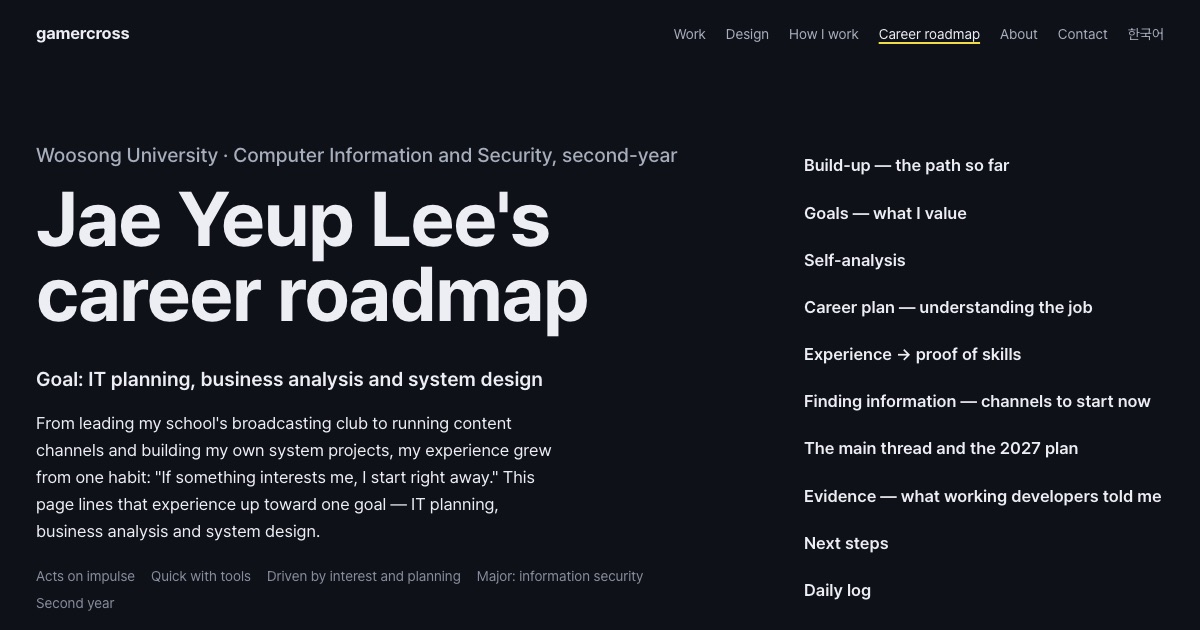 gamercross
Work
Design
How I work
Career roadmap
About
Contact
한국어
Woosong University · Computer Information and Security, second-year
Jae Yeup Lee's
career roadmap
Goal: IT planning, business analysis and system design
From leading my school's broadcasting club to running content
channels and building my own system projects, my experience grew
from one habit: "If something interests me, I start right away." This
page lines that experience up toward one goal — IT planning,
business analysis and system design.
Acts on impulse
Quick with tools
Driven by interest and planning
Major: information security
Second year
Build-up — the path so far
Goals — what I value
Self-analysis
Career plan — understanding the job
Experience → proof of skills
Finding information — channels to start now
The main thread and the 2027 plan
Evidence — what working developers told me
Next steps
Daily log